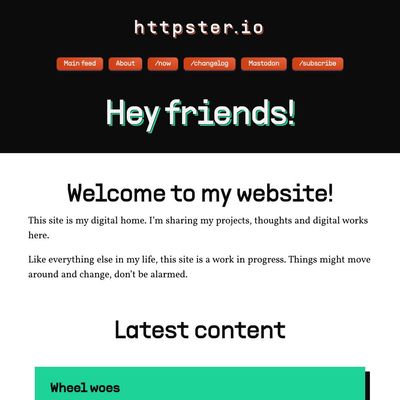 httpster.io
Main feed About /now /changelog Mastodon /subscribe
Hey friends!
Welcome to my website!
This site is my digital home. I'm sharing my projects, thoughts and digital works
here.
Like everything else in my life, this site is a work in progress. Things might move
around and change, don't be alarmed.
Latest content
Wheel woes